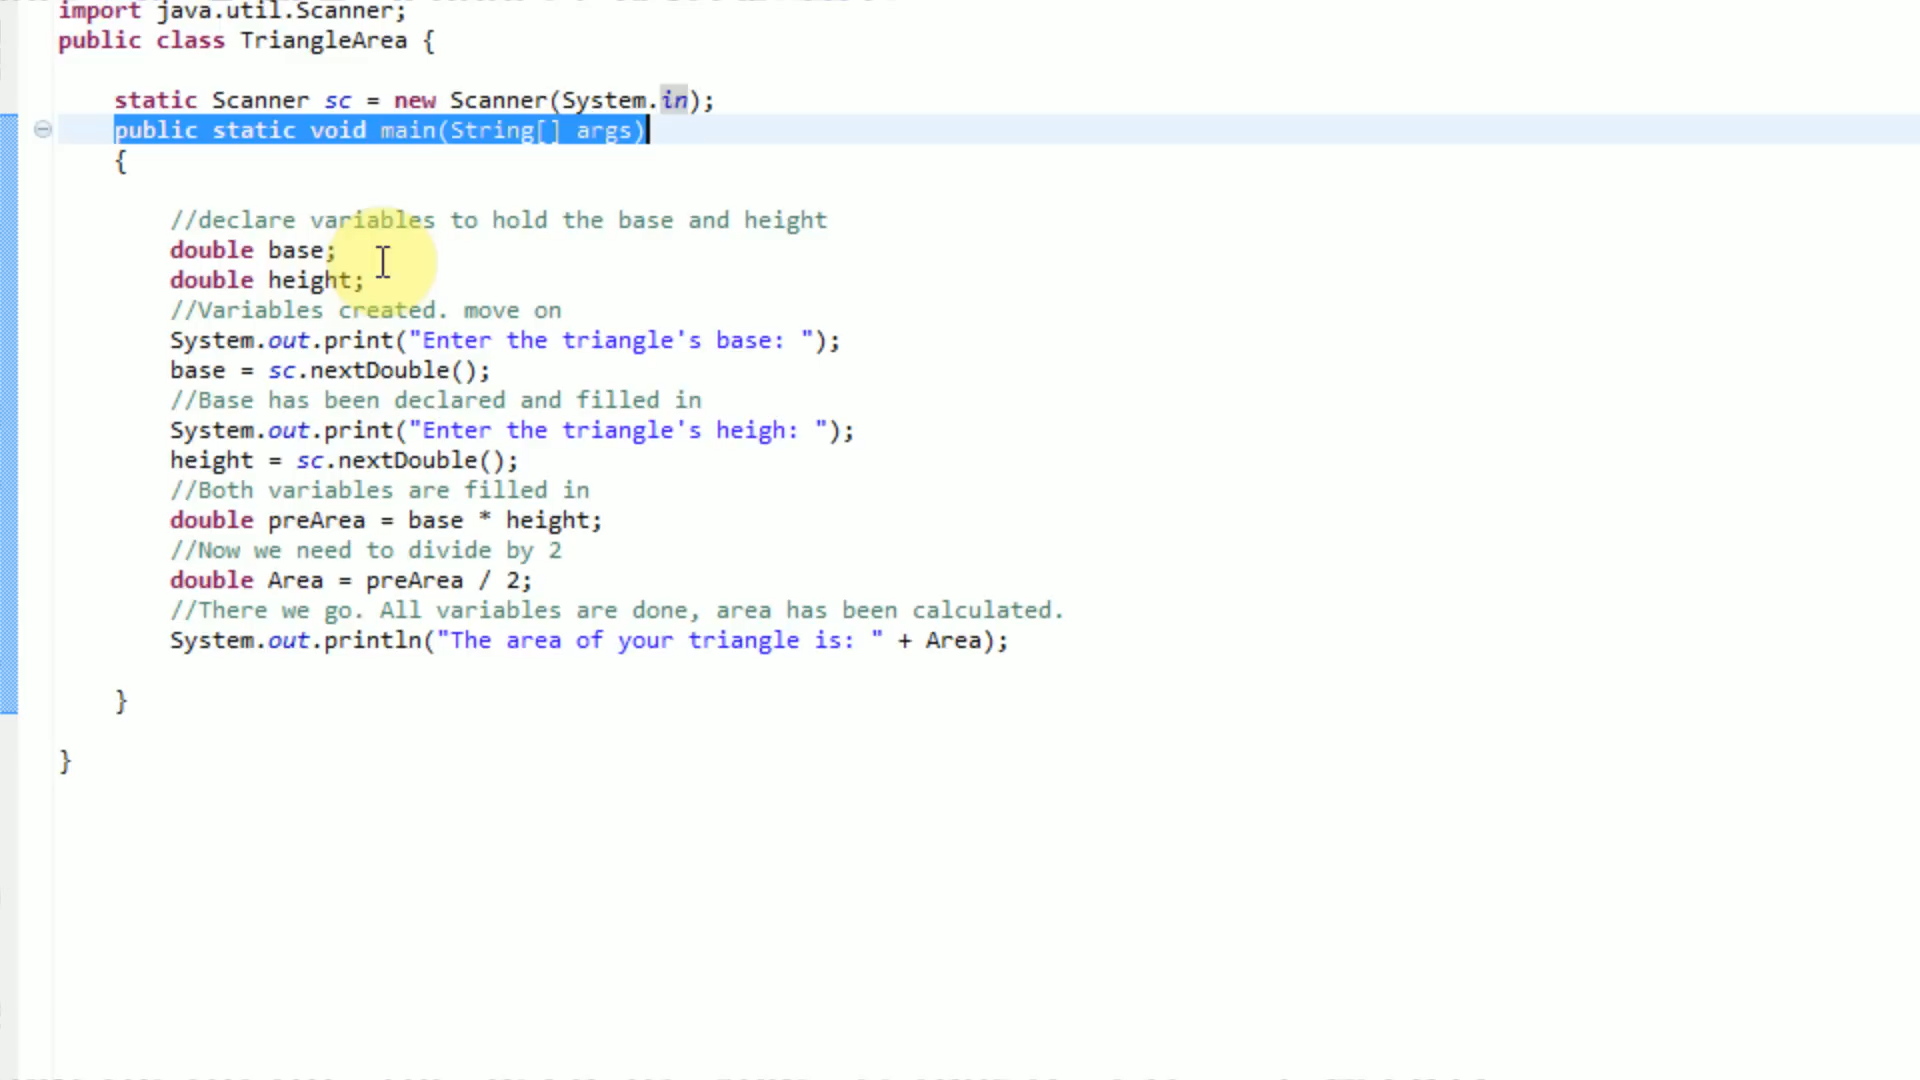 import java.util.Scanner;
public class TriangleArea {
static Scanner sc = new Scanner(System.in);
public static void main(String[] args)
{
//declare variables to hold the base and height
double base;
double height;
//Variables created. move on
System.out.print("Enter the triangle's base: ");
base = sc.nextDouble();
//Base has been declared and filled in
System.out.print("Enter the triangle's heigh: ");
height = sc.nextDouble();
//Both variables are filled in
double preArea = base * height;
//Now we need to divide by 2
double Area = preArea / 2;
//There we go. All variables are done, area has been calculated.
System.out.println("The area of your triangle is: " + Area);
}
}